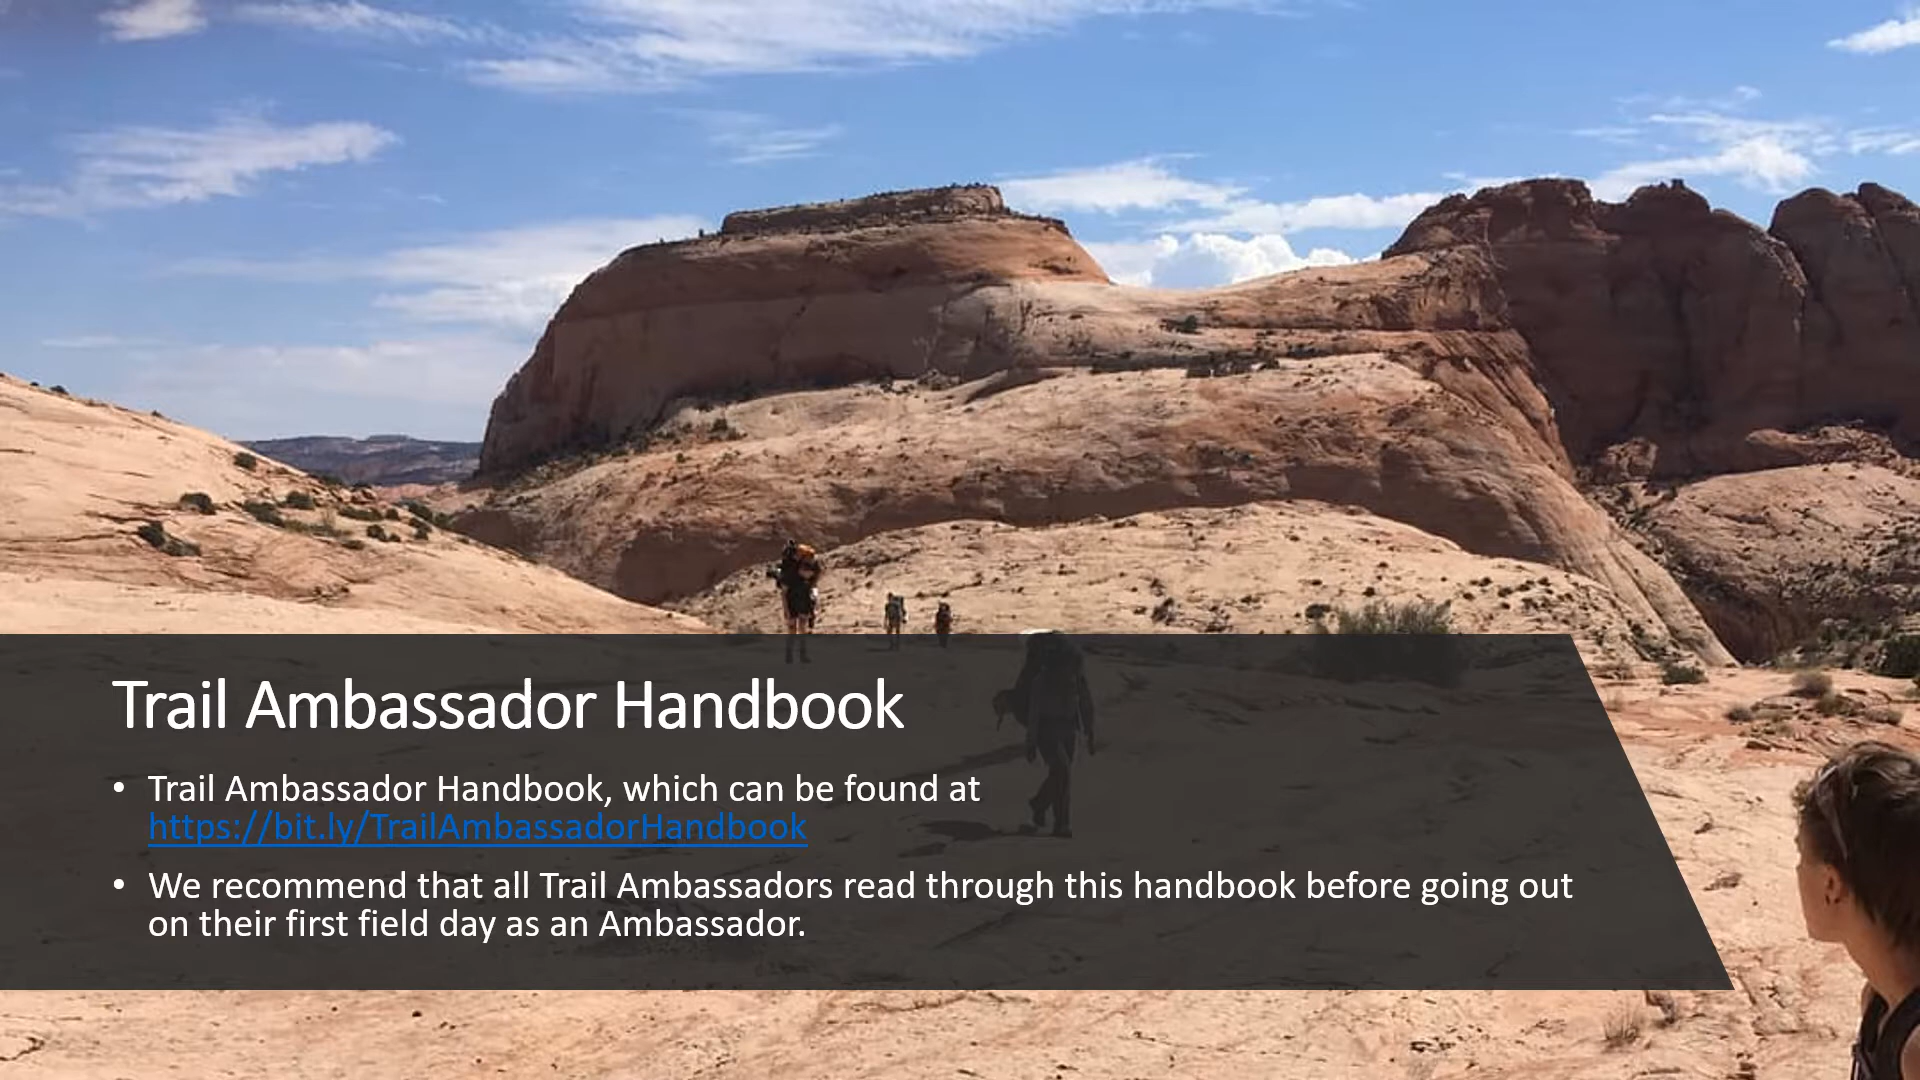 Trail Ambassador Handbook
• Trail Ambassador Handbook, which can be found at
https://bit.ly/TrailAmbassadorHandbook
• We recommend that all Trail Ambassadors read through this handbook before going out
on their first field day as an Ambassador.